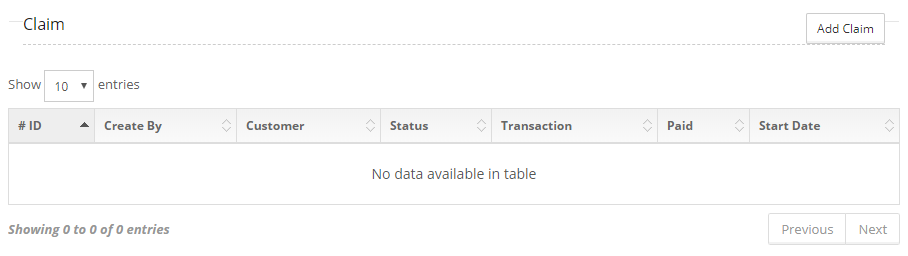 Claim
Add Claim
Show 10 entries
# ID Create By Customer Status Transaction Paid Start Date
No data available in table
Showing 0 to 0 of 0 entries
Previous Next